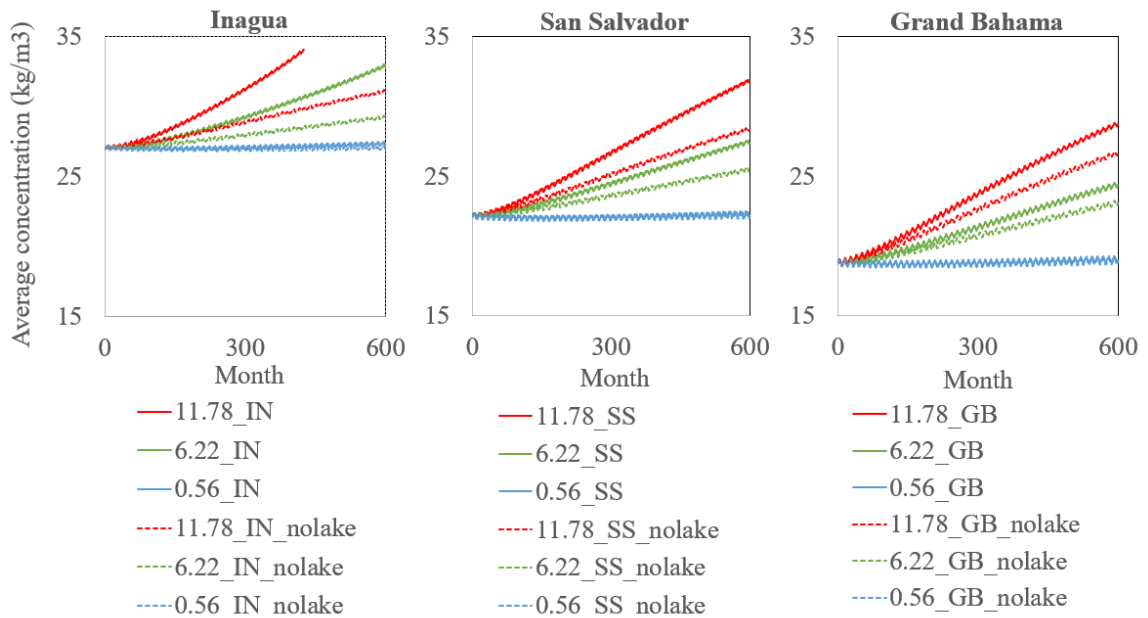 Inagua
San Salvador
Grand Bahama
Average concentration (kg/m3)
35
25
15
0
300
600
Month
35
25
15
0
300
600
Month
35
25
15
0
300
600
Month
11.78_IN
6.22_IN
0.56_IN
11.78_IN_nolake
6.22_IN_nolake
0.56_IN_nolake
11.78_SS
6.22_SS
0.56_SS
11.78_SS_nolake
6.22_SS_nolake
0.56_SS_nolake
11.78_GB
6.22_GB
0.56_GB
11.78_GB_nolake
6.22_GB_nolake
0.56_GB_nolake